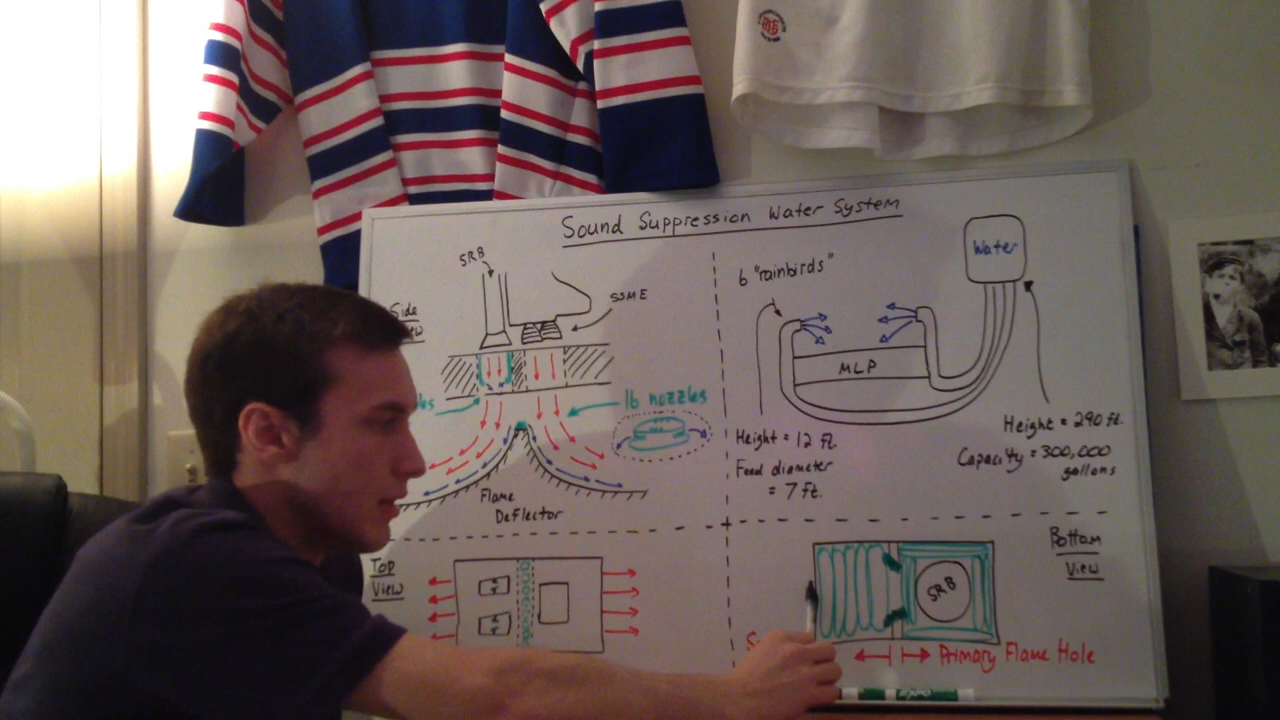 Sound Suppression Water System
SRB
SSME
Side
16 nozzles
Flame
Deflector
6 "rainbirds"
Water
MLP
Height = 12 ft.
Feed diameter
= 7 ft.
Height = 290 ft.
Capacity = 300,000
gallons
Top
View
Bottom
View
SRB
Primary Flame Hole
EXPO